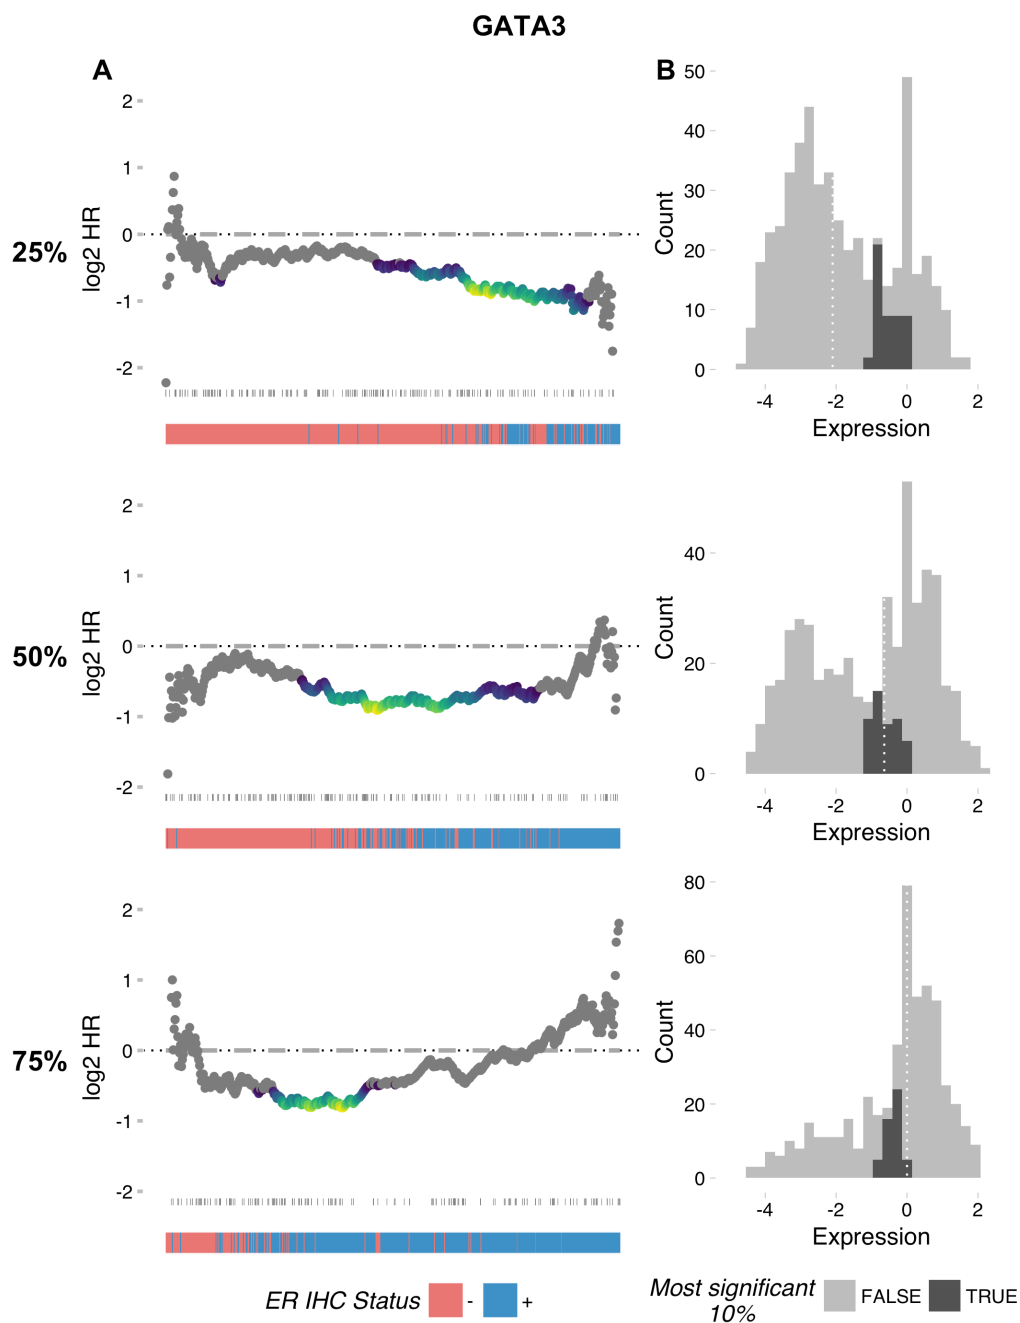 GATA3
A
B
25%
log2 HR
2
1
0
-1
-2
Count
50
40
30
20
10
0
-4 -2 0 2
Expression
50%
log2 HR
2
1
0
-1
-2
Count
40
20
0
-4 -2 0 2
Expression
75%
log2 HR
2
1
0
-1
-2
Count
80
60
40
20
0
-4 -2 0 2
Expression
ER IHC Status - +
Most significant
10%
FALSE TRUE